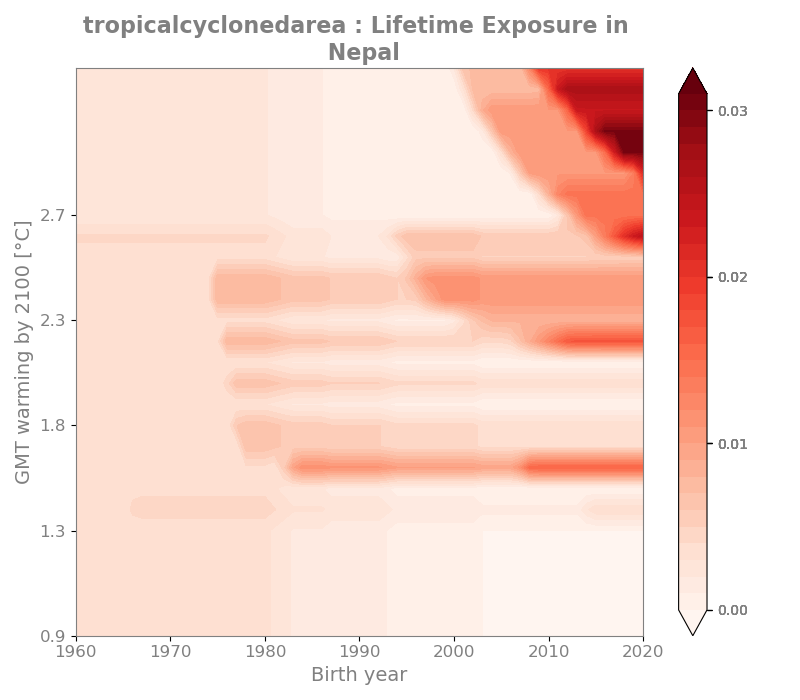 tropicalcyclonedarea : Lifetime Exposure in
Nepal
GMT warming by 2100 [°C]
2.7
2.3
1.8
1.3
0.9
1960 1970 1980 1990 2000 2010 2020
Birth year
0.03
0.02
0.01
0.00